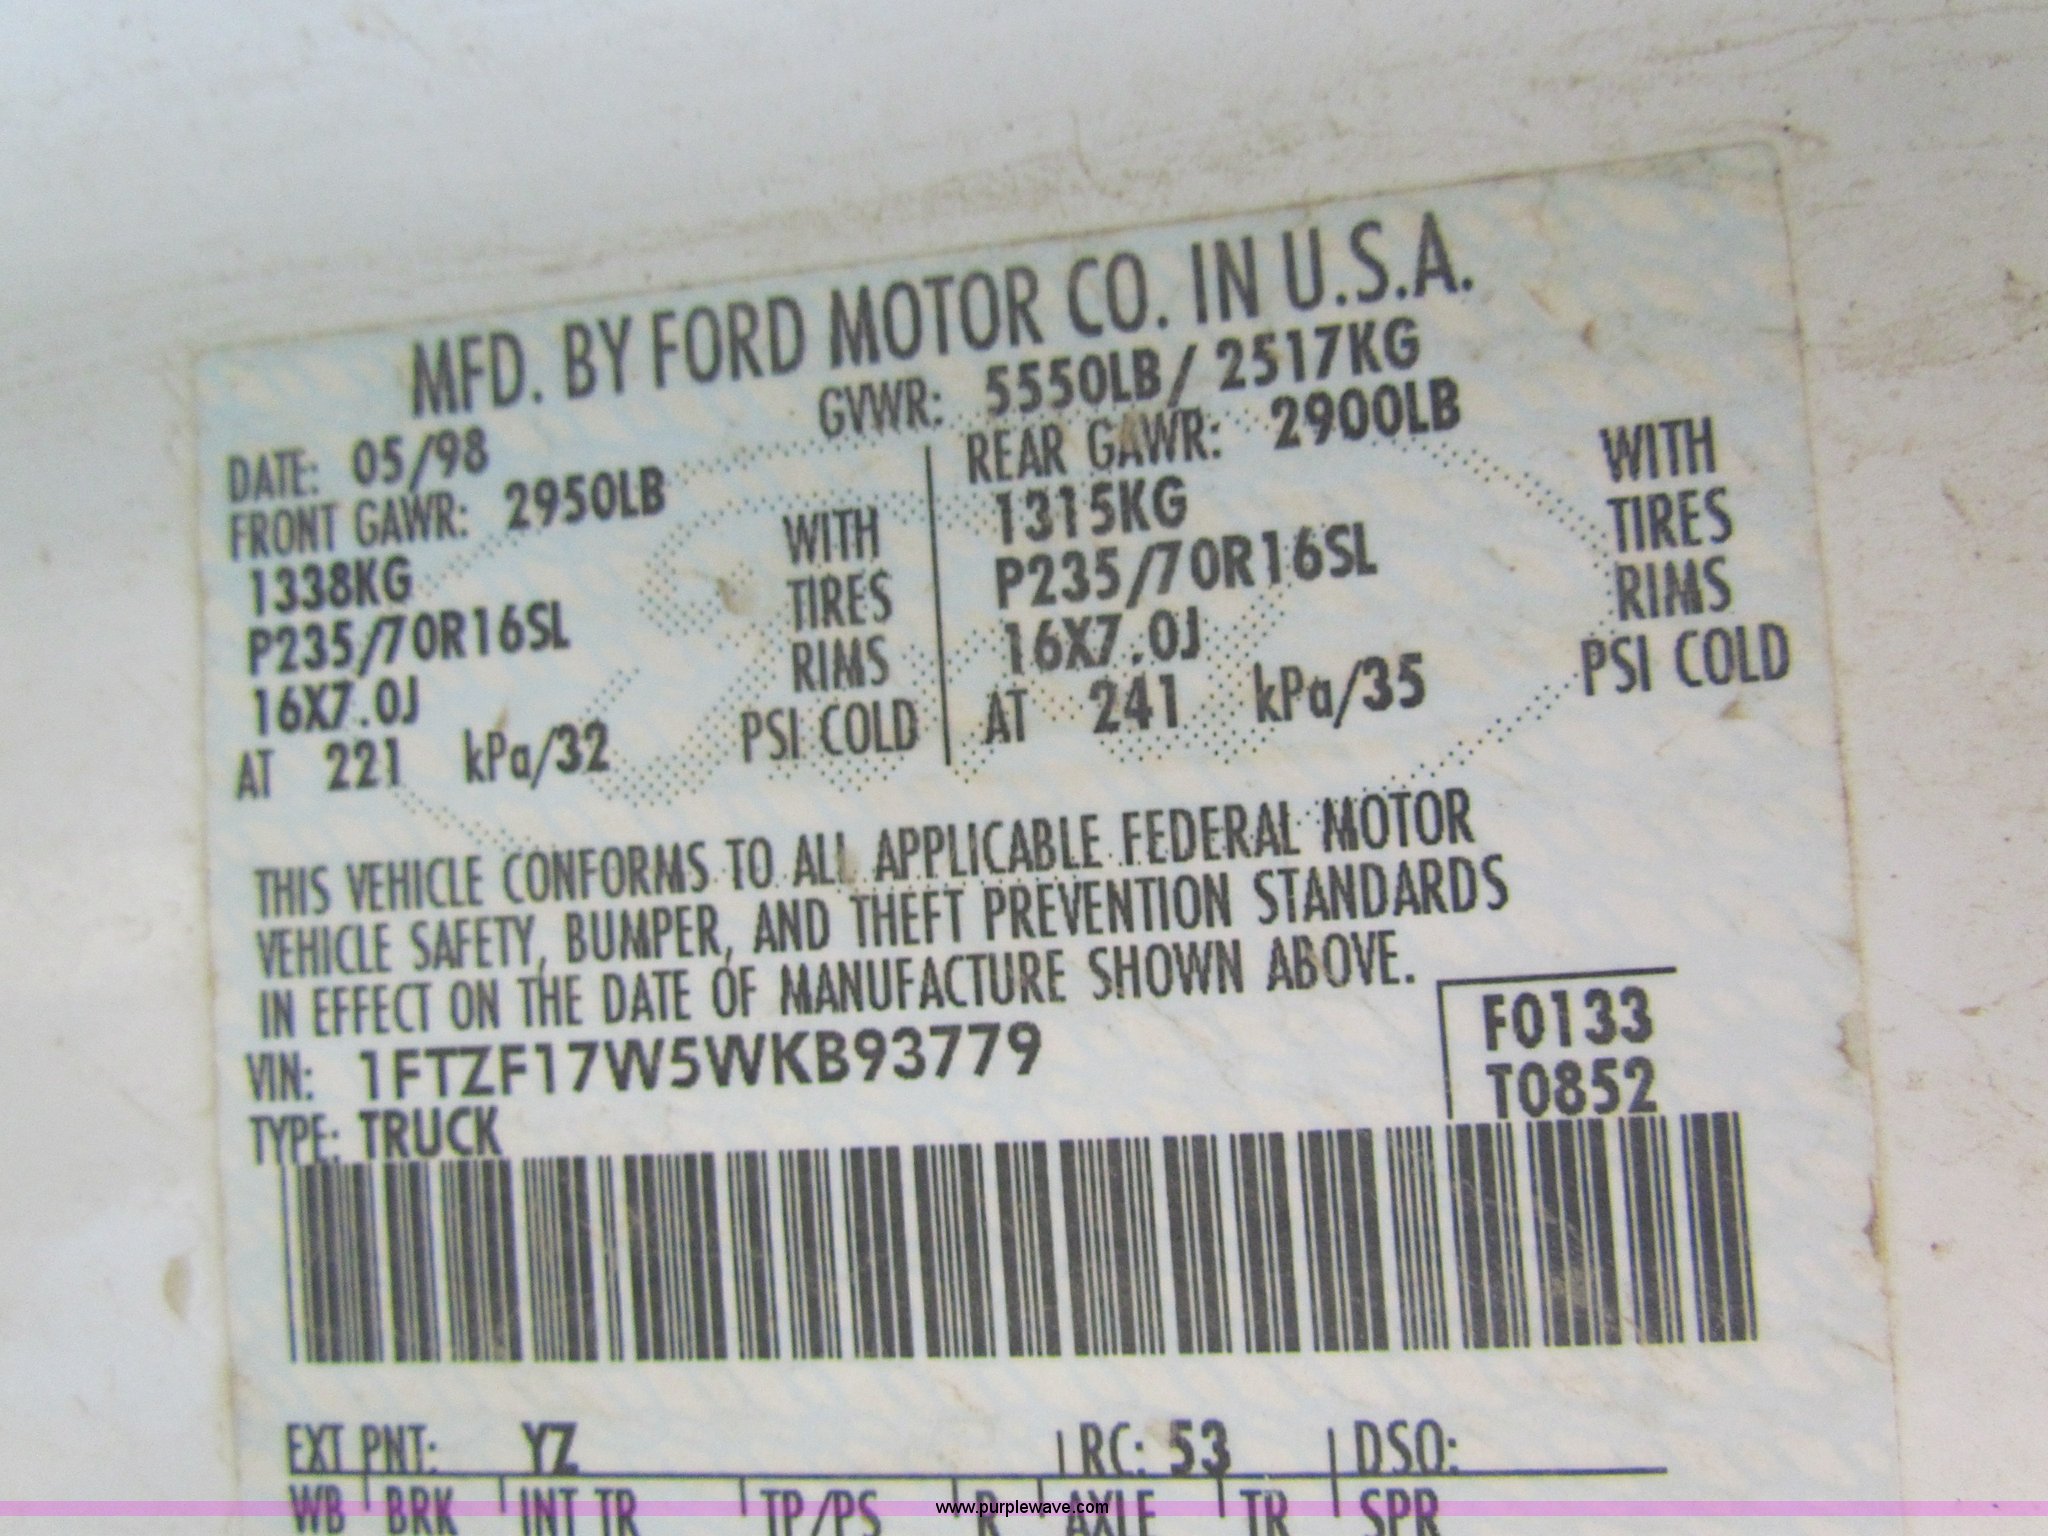 MFD. BY FORD MOTOR CO. IN U.S.A.
DATE: 05/98 GVWR: 5550LB/ 2517KG
FRONT GAWR: 2950LB REAR GAWR: 2900LB
1338KG WITH 1315KG WITH
P235/70R16SL TIRES P235/70R16SL TIRES
16X7.0J RIMS 16X7.0J RIMS
AT 221 kPa/32 PSI COLD AT 241 kPa/35 PSI COLD
THIS VEHICLE CONFORMS TO ALL APPLICABLE FEDERAL MOTOR
VEHICLE SAFETY, BUMPER, AND THEFT PREVENTION STANDARDS
IN EFFECT ON THE DATE OF MANUFACTURE SHOWN ABOVE.
VIN: 1FTZF17W5WKB93779 F0133
TYPE: TRUCK T0852
EXT PNT: YZ RC: 53 DSO:
WB BRK INT TR TP/PS R AXLE TR SPR
www.purplewave.com